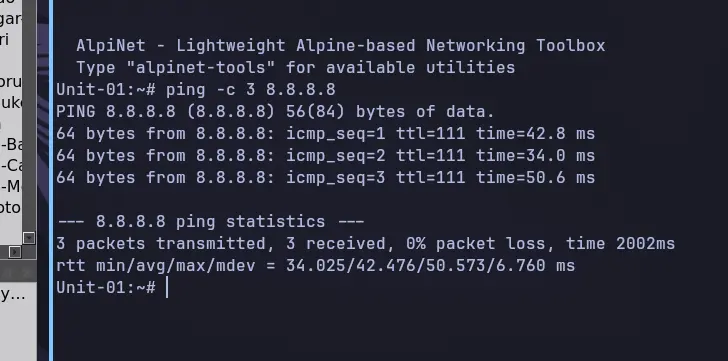 AlpiNet - Lightweight Alpine-based Networking Toolbox
Type "alpinet-tools" for available utilities
Unit-01:~# ping -c 3 8.8.8.8
PING 8.8.8.8 (8.8.8.8) 56(84) bytes of data.
64 bytes from 8.8.8.8: icmp_seq=1 ttl=111 time=42.8 ms
64 bytes from 8.8.8.8: icmp_seq=2 ttl=111 time=34.0 ms
64 bytes from 8.8.8.8: icmp_seq=3 ttl=111 time=50.6 ms
--- 8.8.8.8 ping statistics ---
3 packets transmitted, 3 received, 0% packet loss, time 2002ms
rtt min/avg/max/mdev = 34.025/42.476/50.573/6.760 ms
Unit-01:~#